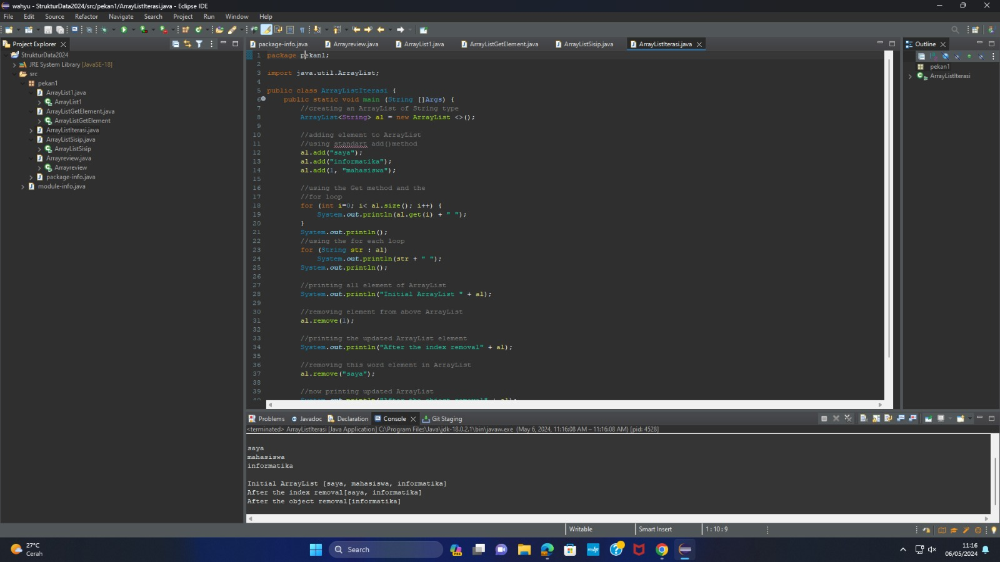 wahyu - StrukturData2024/src/pekan1/ArrayListIterasi.java - Eclipse IDE
File Edit Source Refactor Navigate Search Project Run Window Help
Project Explorer
StrukturData2024
JRE System Library [JavaSE-18]
src
pekan1
ArrayList1.java
ArrayList1
ArrayListGetElement.java
ArrayListGetElement
ArrayListIterasi.java
ArrayListSisip.java
ArrayListSisip
Arrayreview.java
Arrayreview
package-info.java
module-info.java
package-info.java Arrayreview.java ArrayList1.java ArrayListGetElement.java ArrayListSisip.java ArrayListIterasi.java
1 package pekan1;
2
3 import java.util.ArrayList;
4
5 public class ArrayListIterasi {
6 public static void main (String []Args) {
7 //creating an ArrayList of String type
8 ArrayList<String> al = new ArrayList <>();
9
10 //adding element to ArrayList
11 //using standart add()method
12 al.add("saya");
13 al.add("informatika");
14 al.add(1, "mahasiswa");
15
16 //using the Get method and the
17 //for loop
18 for (int i=0; i< al.size(); i++) {
19 System.out.println(al.get(i) + " ");
20 }
21 System.out.println();
22 //using the for each loop
23 for (String str : al)
24 System.out.println(str + " ");
25 System.out.println();
26
27 //printing all element of ArrayList
28 System.out.println("Initial ArrayList " + al);
29
30 //removing element from above ArrayList
31 al.remove(1);
32
33 //printing the updated ArrayList element
34 System.out.println("After the index removal" + al);
35
36 //removing this word element in ArrayList
37 al.remove("saya");
38
39 //now printing updated ArrayList
40 System.out.println("After the object removal" + al);
Outline
pekan1
ArrayListIterasi
Problems Javadoc Declaration Console Git Staging
<terminated> ArrayListIterasi [Java Application] C:\Program Files\Java\jdk-18.0.2.1\bin\javaw.exe (May 6, 2024, 11:16:08 AM – 11:16:08 AM) [pid: 4528]
saya
mahasiswa
informatika
Initial ArrayList [saya, mahasiswa, informatika]
After the index removal[saya, informatika]
After the object removal[informatika]
Writable Smart Insert 1 : 10 : 9
27°C
Cerah
Search
PRE
myhp
11:16
06/05/2024